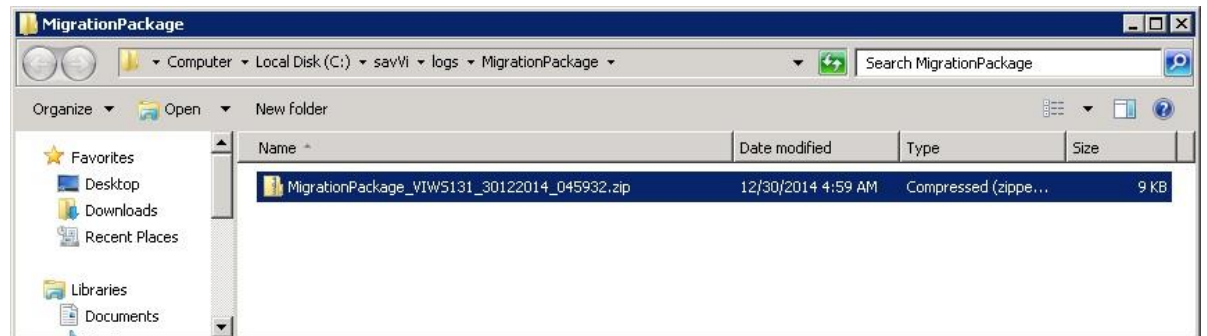 MigrationPackage
Computer Local Disk (C:) savVi logs MigrationPackage Search MigrationPackage
Organize Open New folder
Favorites
Desktop
Downloads
Recent Places
Libraries
Documents
Name Date modified Type Size
MigrationPackage_VIWS131_30122014_045932.zip 12/30/2014 4:59 AM Compressed (zippe... 9 KB